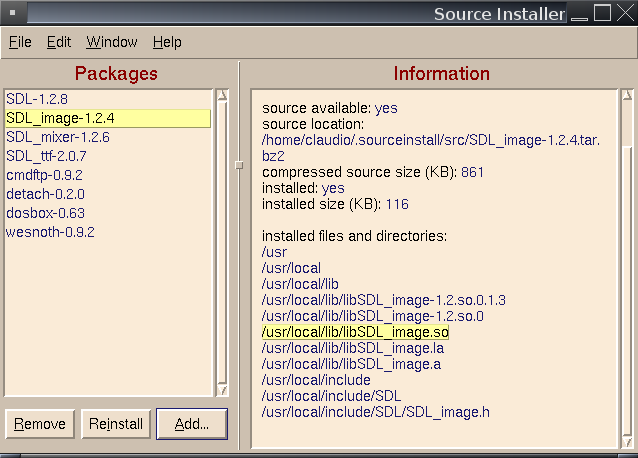 Source Installer
File Edit Window Help
Packages
SDL-1.2.8
SDL_image-1.2.4
SDL_mixer-1.2.6
SDL_ttf-2.0.7
cmdftp-0.9.2
detach-0.2.0
dosbox-0.63
wesnoth-0.9.2
Remove Reinstall Add...
Information
source available: yes
source location:
/home/claudio/.sourceinstall/src/SDL_image-1.2.4.tar.
bz2
compressed source size (KB): 861
installed: yes
installed size (KB): 116
installed files and directories:
/usr
/usr/local
/usr/local/lib
/usr/local/lib/libSDL_image-1.2.so.0.1.3
/usr/local/lib/libSDL_image-1.2.so.0
/usr/local/lib/libSDL_image.so
/usr/local/lib/libSDL_image.la
/usr/local/lib/libSDL_image.a
/usr/local/include
/usr/local/include/SDL
/usr/local/include/SDL/SDL_image.h